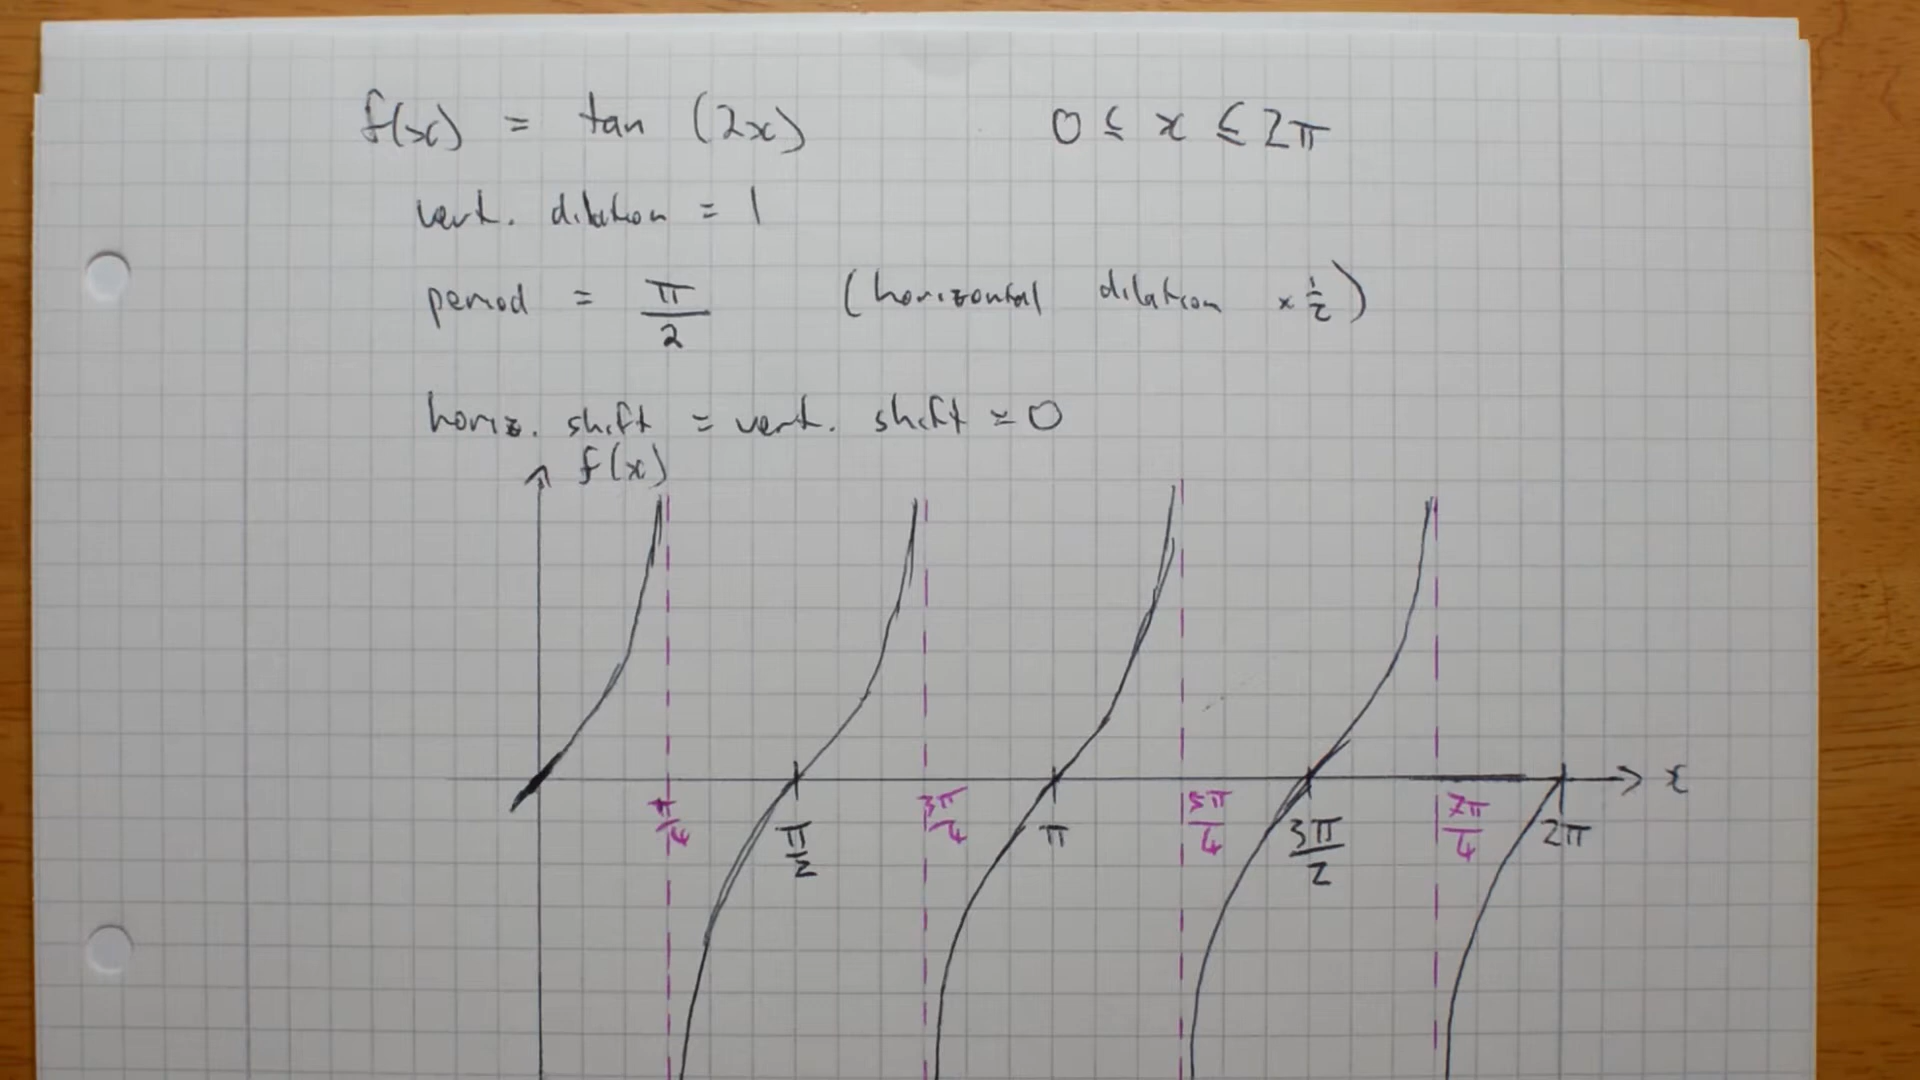 f(x) = tan (2x) 0 ≤ x ≤ 2π
vert. dilation = 1
period = π/2 (horizontal dilation × 1/2)
horiz. shift = vert. shift = 0
f(x)
x
π/4 3π/4 5π/4 7π/4
π/2 π 3π/2 2π